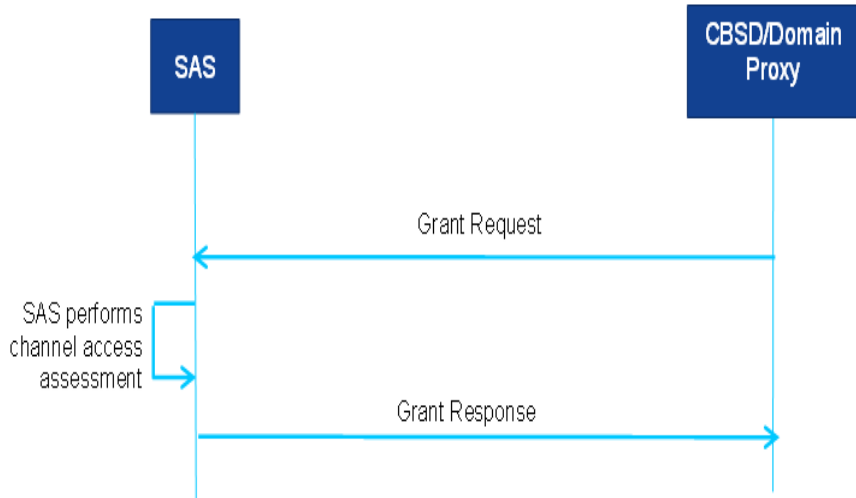 SAS
CBSD/Domain
Proxy
Grant Request
SAS performs
channel access
assessment
Grant Response